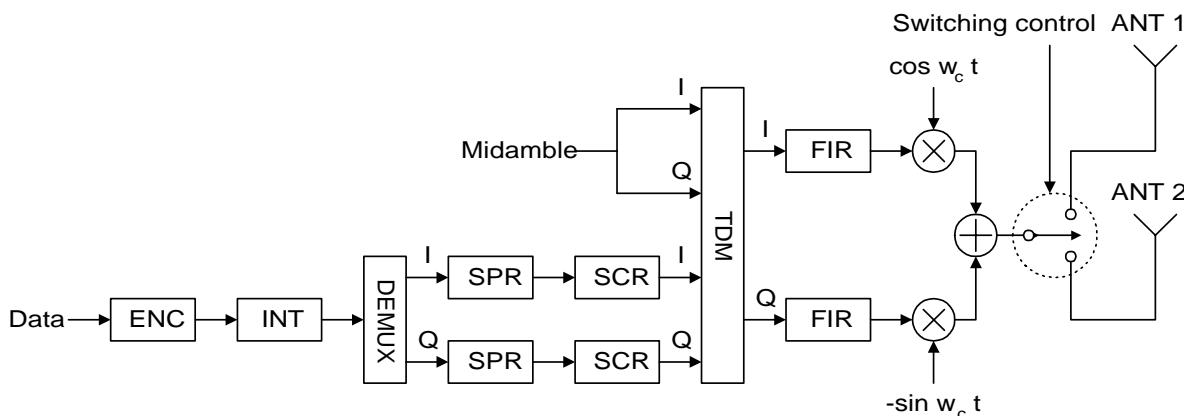 Switching control ANT 1
cos w_c t
I
I
Midamble
FIR
Q
ANT 2
TDM
I
I
SPR
SCR
Q
Data
ENC
INT
DEMUX
FIR
Q
Q
SPR
SCR
-sin w_c t